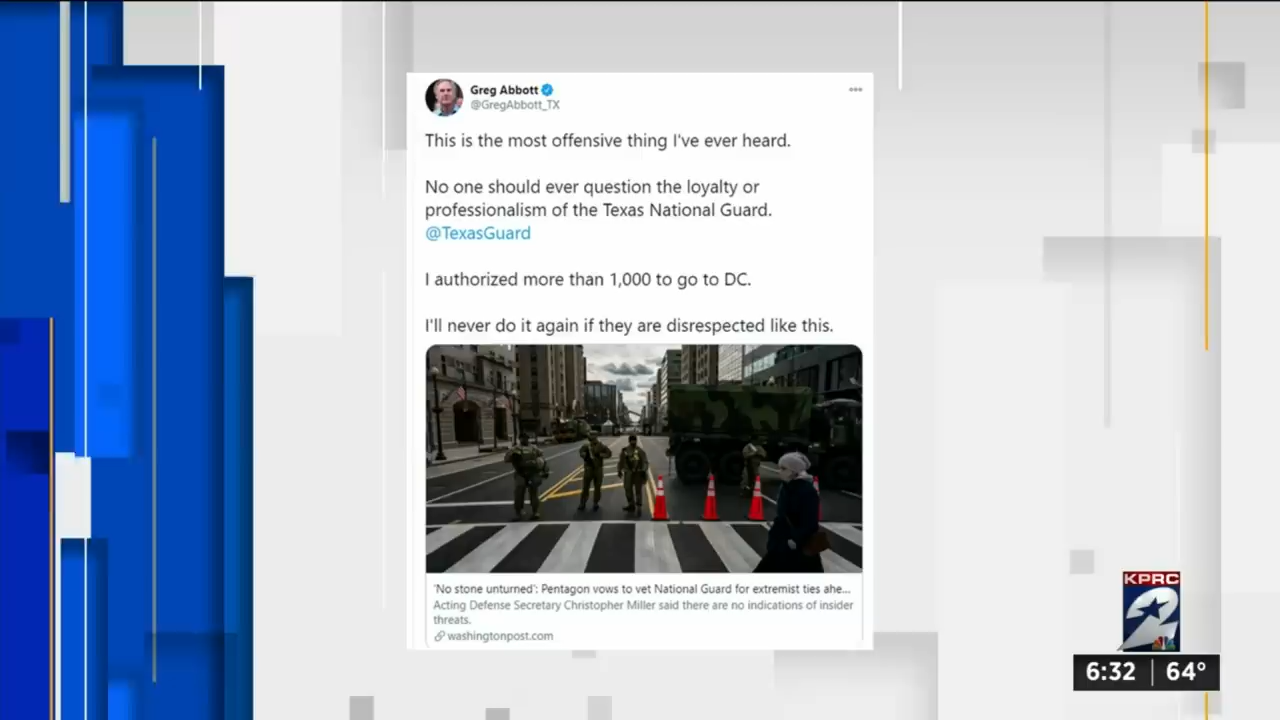 Greg Abbott
@GregAbbott_TX
This is the most offensive thing I've ever heard.
No one should ever question the loyalty or
professionalism of the Texas National Guard.
@TexasGuard
I authorized more than 1,000 to go to DC.
I'll never do it again if they are disrespected like this.
'No stone unturned': Pentagon vows to vet National Guard for extremist ties ahe...
Acting Defense Secretary Christopher Miller said there are no indications of insider
threats.
washingtonpost.com
KPRC
2
6:32 64°